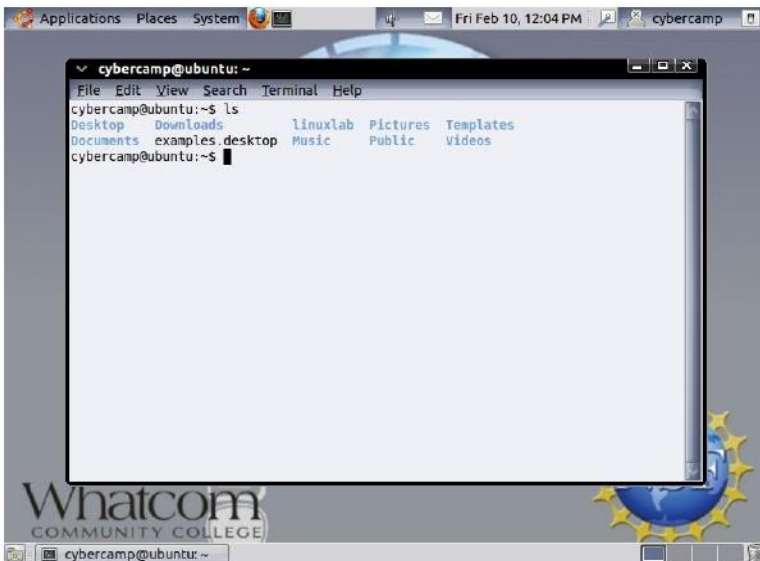 Applications Places System Fri Feb 10, 12:04 PM cybercamp
cybercamp@ubuntu: ~
File Edit View Search Terminal Help
cybercamp@ubuntu:~$ ls
Desktop Downloads linuxlab Pictures Templates
Documents examples.desktop Music Public Videos
cybercamp@ubuntu:~$
Whatcom
COMMUNITY COLLEGE
cybercamp@ubuntu: ~